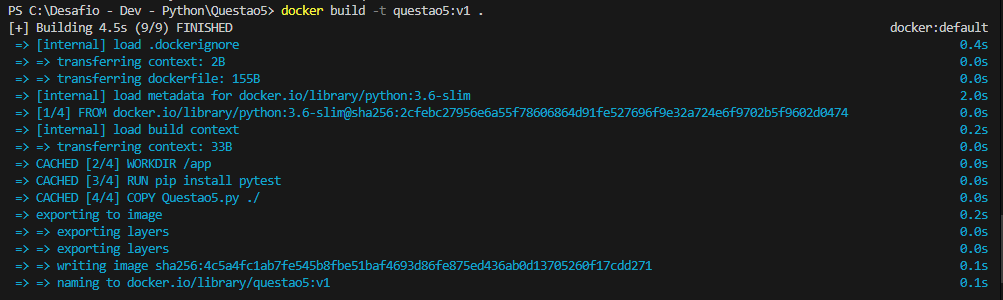 PS C:\Desafio - Dev - Python\Questao5> docker build -t questao5:v1 .
[+] Building 4.5s (9/9) FINISHED docker:default
=> [internal] load .dockerignore 0.4s
=> => transferring context: 2B 0.0s
=> => transferring dockerfile: 155B 0.0s
=> [internal] load metadata for docker.io/library/python:3.6-slim 2.0s
=> [1/4] FROM docker.io/library/python:3.6-slim@sha256:2cfebc27956e6a55f78606864d91fe527696f9e32a724e6f9702b5f9602d0474 0.0s
=> [internal] load build context 0.2s
=> => transferring context: 33B 0.0s
=> CACHED [2/4] WORKDIR /app 0.0s
=> CACHED [3/4] RUN pip install pytest 0.0s
=> CACHED [4/4] COPY Questao5.py ./ 0.0s
=> exporting to image 0.2s
=> => exporting layers 0.0s
=> => exporting layers 0.0s
=> => writing image sha256:4c5a4fc1ab7fe545b8fbe51baf4693d86fe875ed436ab0d13705260f17cdd271 0.1s
=> => naming to docker.io/library/questao5:v1 0.1s